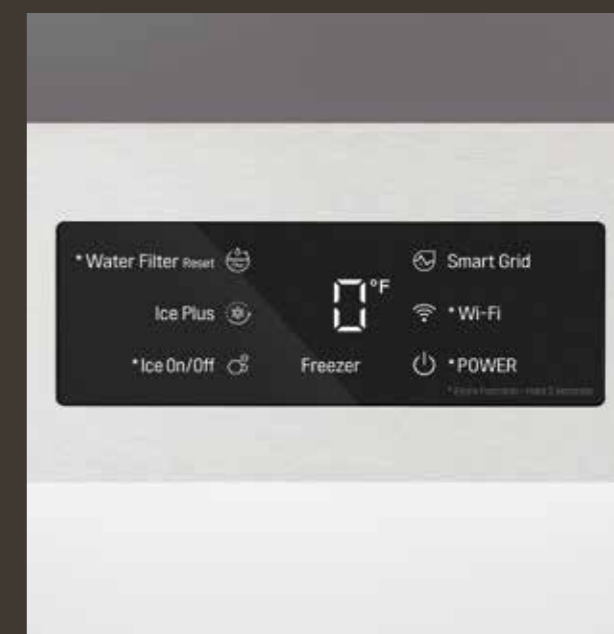 * Water Filter Reset
Ice Plus
* Ice On/Off
0 °F
Freezer
Smart Grid
* Wi-Fi
* POWER